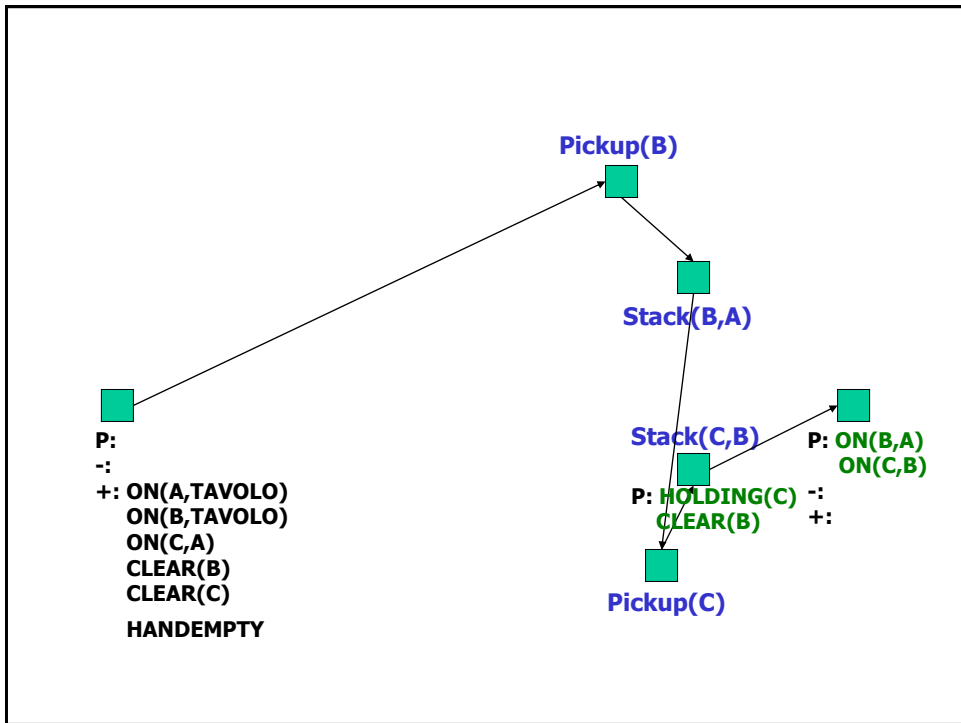 Pickup(B)
Stack(B,A)
P:
-:
+: ON(A,TAVOLO)
ON(B,TAVOLO)
ON(C,A)
CLEAR(B)
CLEAR(C)
HANDEMPTY
Stack(C,B)
P: HOLDING(C)
CLEAR(B)
Pickup(C)
P: ON(B,A)
ON(C,B)
-:
+: